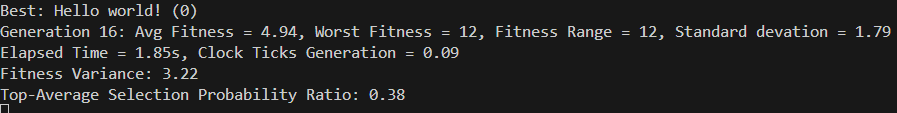 Best: Hello world! (0)
Generation 16: Avg Fitness = 4.94, Worst Fitness = 12, Fitness Range = 12, Standard devation = 1.79
Elapsed Time = 1.85s, Clock Ticks Generation = 0.09
Fitness Variance: 3.22
Top-Average Selection Probability Ratio: 0.38